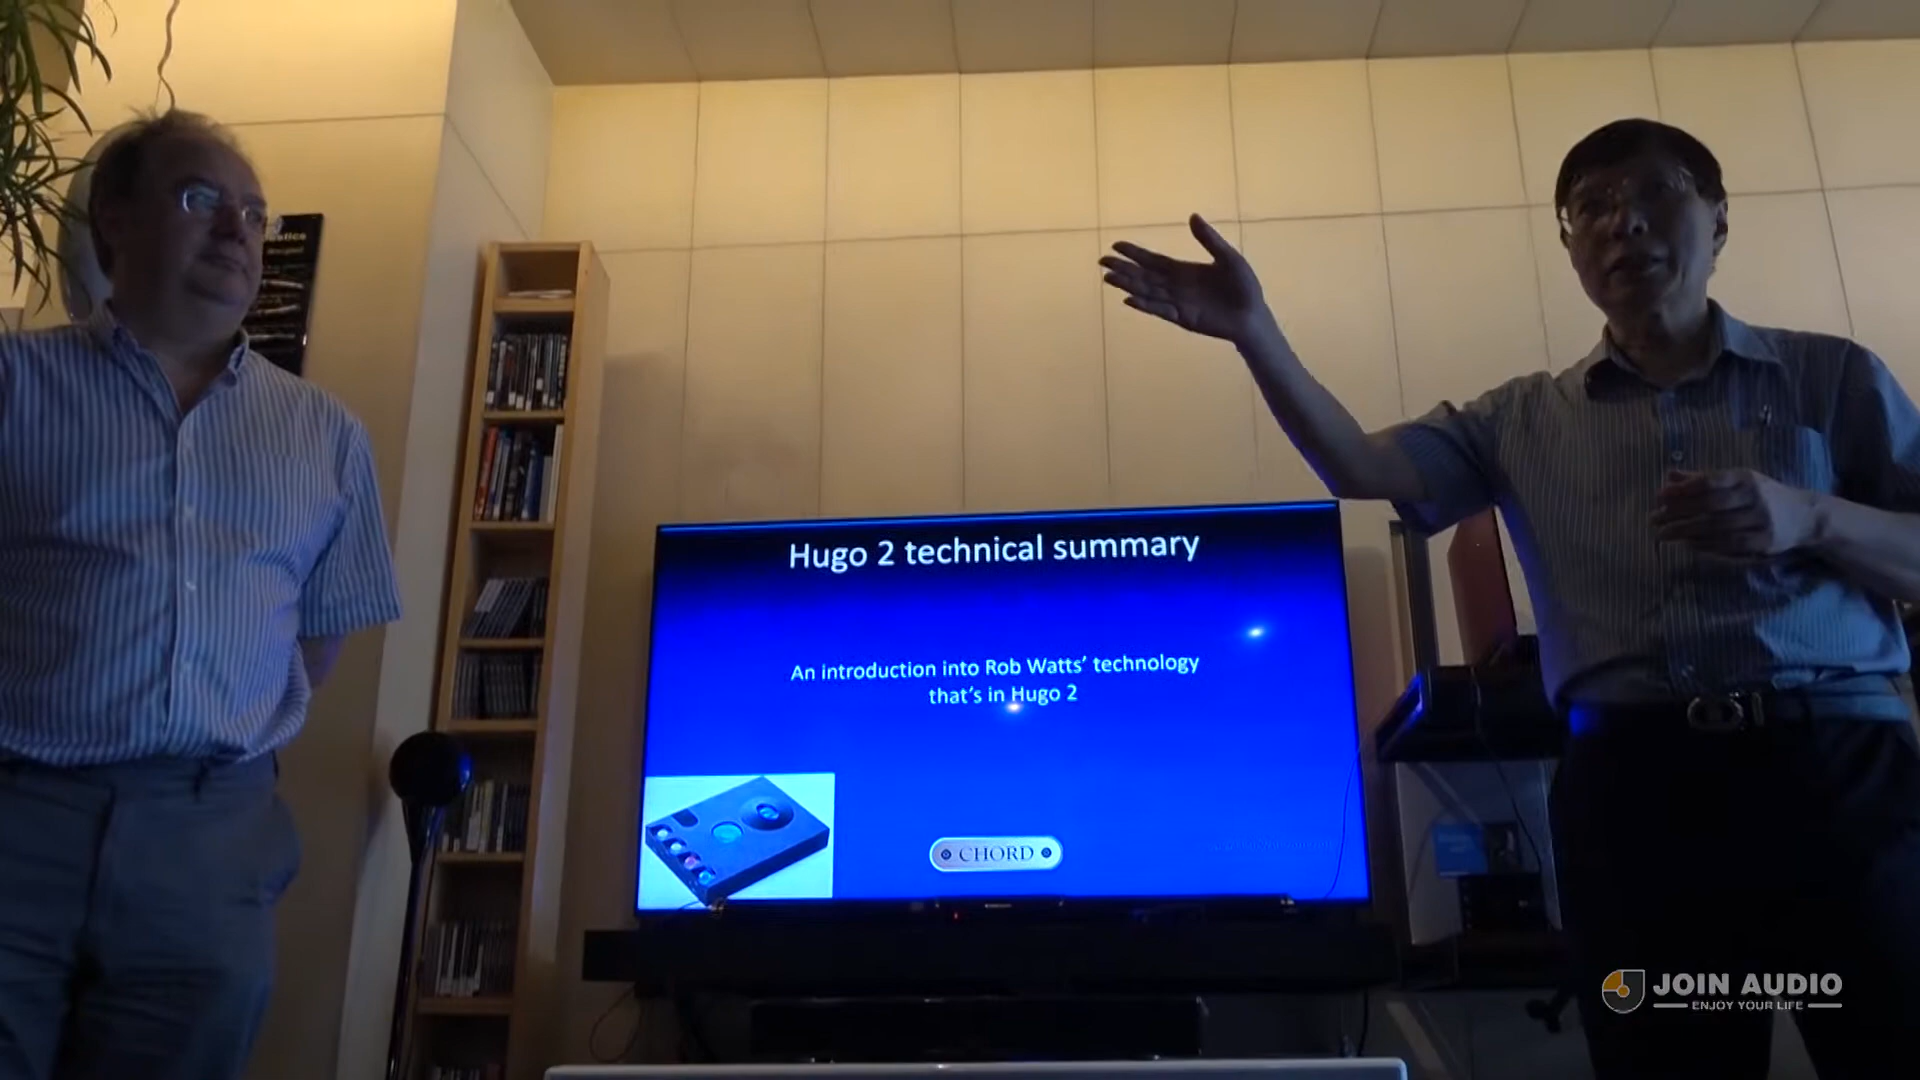 Hugo 2 technical summary
An introduction into Rob Watts’ technology
that’s in Hugo 2
CHORD
JOIN AUDIO
ENJOY YOUR LIFE